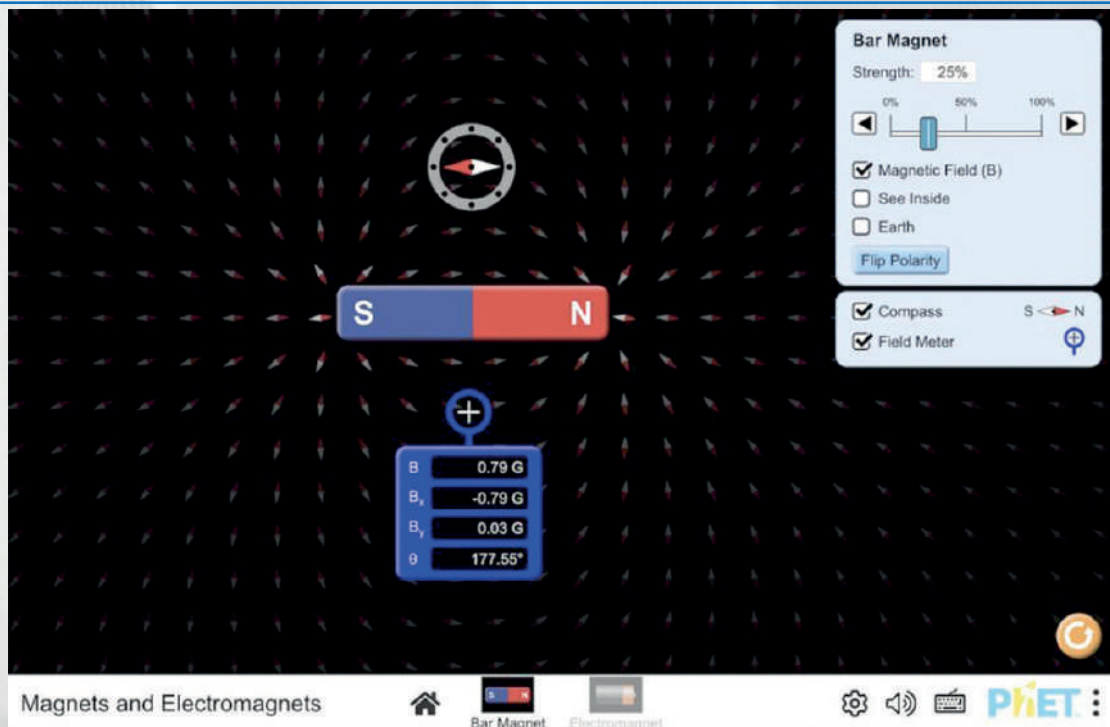 Bar Magnet
Strength: 25%
0% 50% 100%
Magnetic Field (B)
See Inside
Earth
Flip Polarity
Compass S N
Field Meter
S N
B 0.79 G
Bx -0.79 G
By 0.03 G
θ 177.55°
Magnets and Electromagnets
S N
Bar Magnet
Electromagnet
PhET